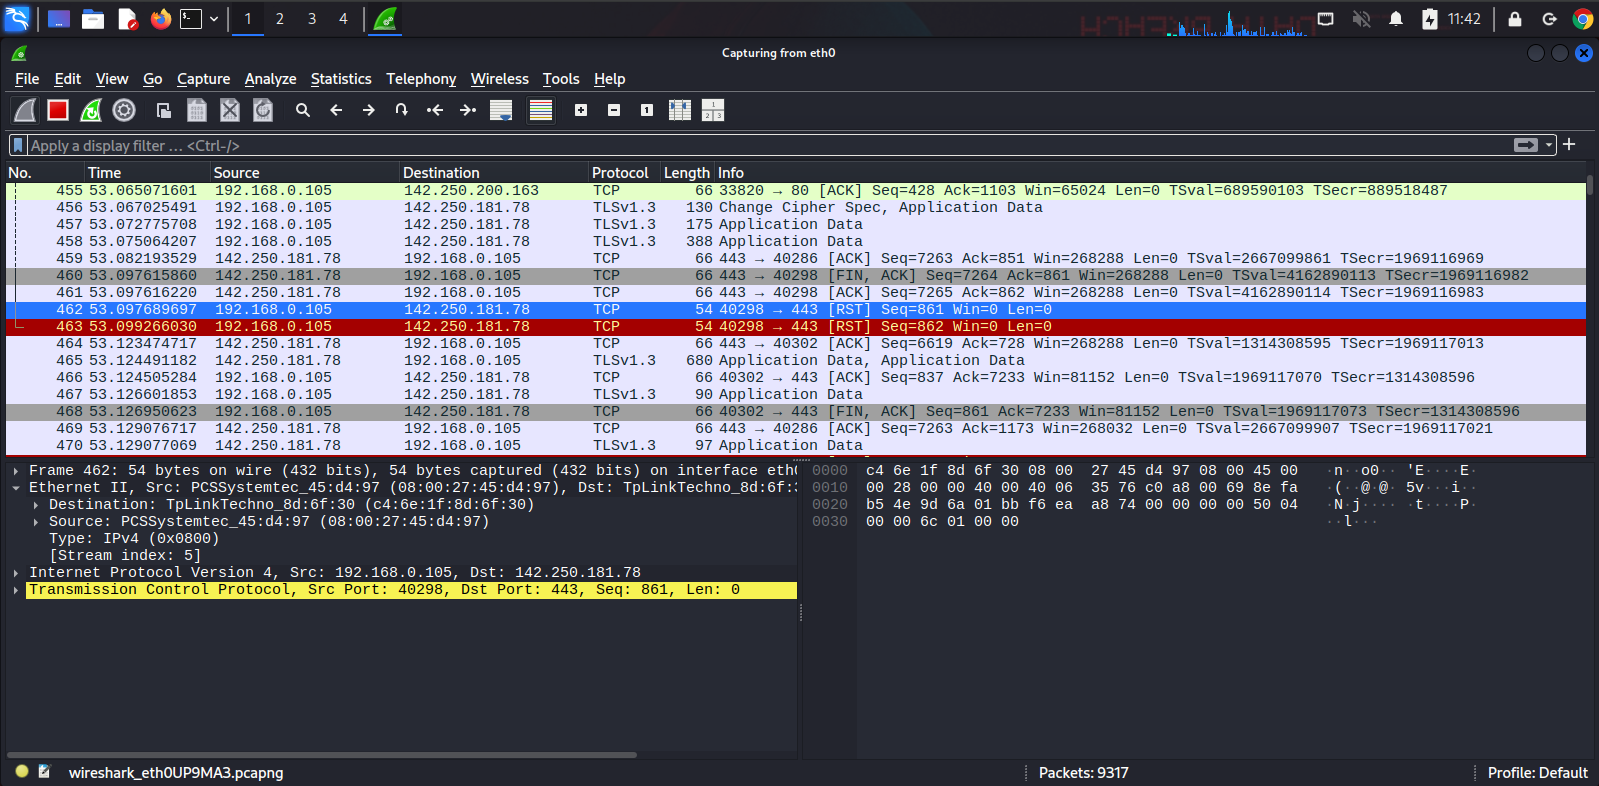 1 2 3 4 11:42
Capturing from eth0
File Edit View Go Capture Analyze Statistics Telephony Wireless Tools Help
Apply a display filter … <Ctrl-/>
No. Time Source Destination Protocol Length Info
455 53.065071601 192.168.0.105 142.250.200.163 TCP 66 33820 → 80 [ACK] Seq=428 Ack=1103 Win=65024 Len=0 TSval=689590103 TSecr=889518487
456 53.067025491 192.168.0.105 142.250.181.78 TLSv1.3 130 Change Cipher Spec, Application Data
457 53.072775708 192.168.0.105 142.250.181.78 TLSv1.3 175 Application Data
458 53.075064207 192.168.0.105 142.250.181.78 TLSv1.3 388 Application Data
459 53.082193529 142.250.181.78 192.168.0.105 TCP 66 443 → 40286 [ACK] Seq=7263 Ack=851 Win=268288 Len=0 TSval=2667099861 TSecr=1969116969
460 53.097615860 142.250.181.78 192.168.0.105 TCP 66 443 → 40298 [FIN, ACK] Seq=7264 Ack=861 Win=268288 Len=0 TSval=4162890113 TSecr=1969116982
461 53.097616220 142.250.181.78 192.168.0.105 TCP 66 443 → 40298 [ACK] Seq=7265 Ack=862 Win=268288 Len=0 TSval=4162890114 TSecr=1969116983
462 53.097689697 192.168.0.105 142.250.181.78 TCP 54 40298 → 443 [RST] Seq=861 Win=0 Len=0
463 53.099266030 192.168.0.105 142.250.181.78 TCP 54 40298 → 443 [RST] Seq=862 Win=0 Len=0
464 53.123474717 142.250.181.78 192.168.0.105 TCP 66 443 → 40302 [ACK] Seq=6619 Ack=728 Win=268288 Len=0 TSval=1314308595 TSecr=1969117013
465 53.124491182 142.250.181.78 192.168.0.105 TLSv1.3 680 Application Data, Application Data
466 53.124505284 192.168.0.105 142.250.181.78 TCP 66 40302 → 443 [ACK] Seq=837 Ack=7233 Win=81152 Len=0 TSval=1969117070 TSecr=1314308596
467 53.126601853 192.168.0.105 142.250.181.78 TLSv1.3 90 Application Data
468 53.126950623 192.168.0.105 142.250.181.78 TCP 66 40302 → 443 [FIN, ACK] Seq=861 Ack=7233 Win=81152 Len=0 TSval=1969117073 TSecr=1314308596
469 53.129076717 142.250.181.78 192.168.0.105 TCP 66 443 → 40286 [ACK] Seq=7263 Ack=1173 Win=268032 Len=0 TSval=2667099907 TSecr=1969117021
470 53.129077069 142.250.181.78 192.168.0.105 TLSv1.3 97 Application Data
Frame 462: 54 bytes on wire (432 bits), 54 bytes captured (432 bits) on interface eth0
Ethernet II, Src: PCSSystemtec_45:d4:97 (08:00:27:45:d4:97), Dst: TpLinkTechno_8d:6f:3
Destination: TpLinkTechno_8d:6f:30 (c4:6e:1f:8d:6f:30)
Source: PCSSystemtec_45:d4:97 (08:00:27:45:d4:97)
Type: IPv4 (0x0800)
[Stream index: 5]
Internet Protocol Version 4, Src: 192.168.0.105, Dst: 142.250.181.78
Transmission Control Protocol, Src Port: 40298, Dst Port: 443, Seq: 861, Len: 0
0000 c4 6e 1f 8d 6f 30 08 00 27 45 d4 97 08 00 45 00 ·n··o0·· 'E····E·
0010 00 28 00 00 40 00 40 06 35 76 c0 a8 00 69 8e fa ·(··@·@· 5v···i··
0020 b5 4e 9d 6a 01 bb f6 ea a8 74 00 00 00 00 50 04 ·N·j···· ·t····P·
0030 00 00 6c 01 00 00 ··l···
wireshark_eth0UP9MA3.pcapng Packets: 9317 Profile: Default